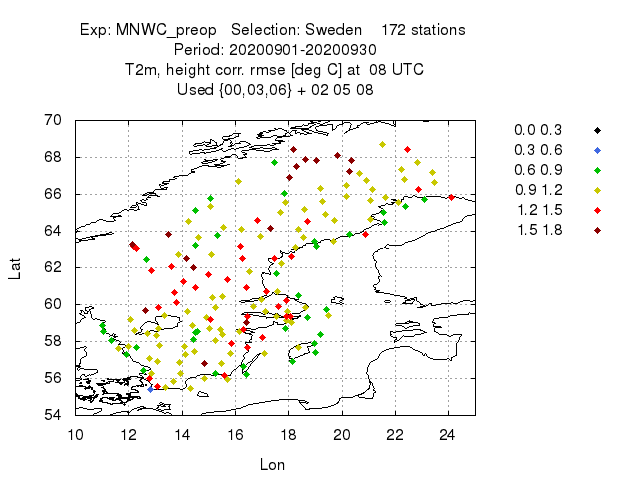 Exp: MNWC_preop   Selection: Sweden    172 stations
Period: 20200901-20200930
T2m, height corr. rmse [deg C] at  08 UTC
Used {00,03,06} + 02 05 08
70
68
66
64
62
60
58
56
54
Lat
10 12 14 16 18 20 22 24
Lon
0.0 0.3
0.3 0.6
0.6 0.9
0.9 1.2
1.2 1.5
1.5 1.8